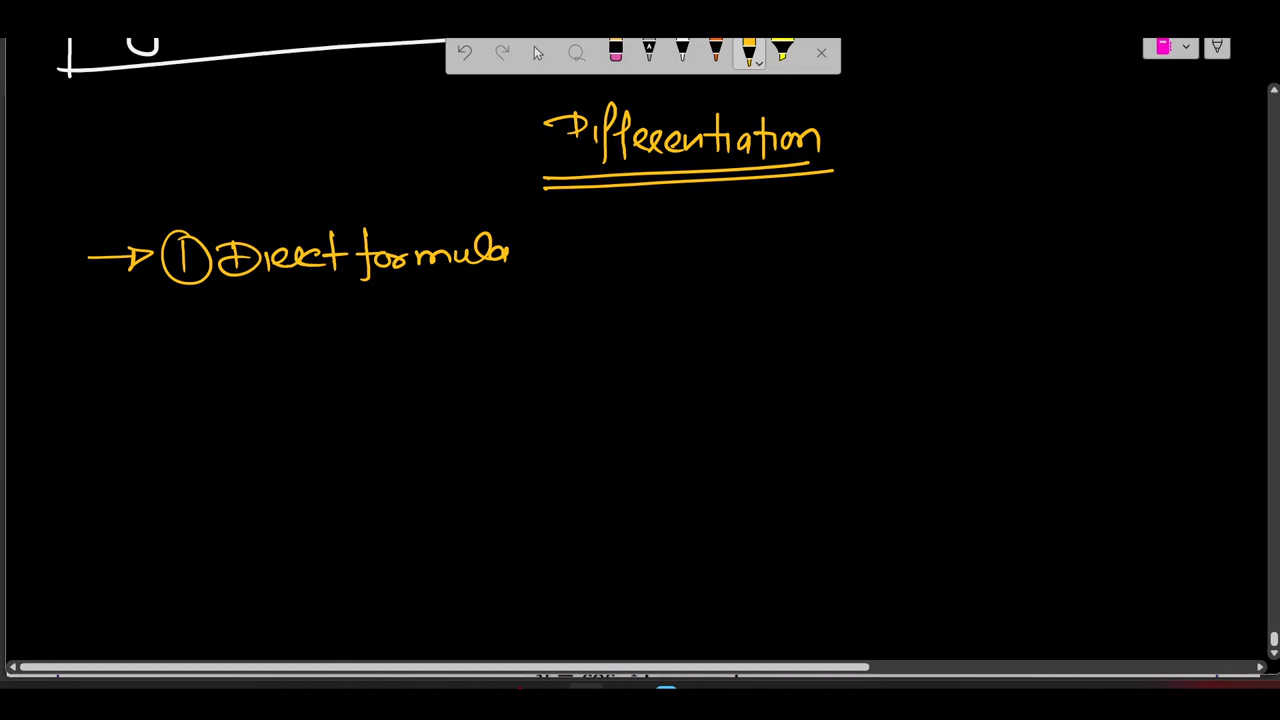 Differentiation
→ ① Direct formula